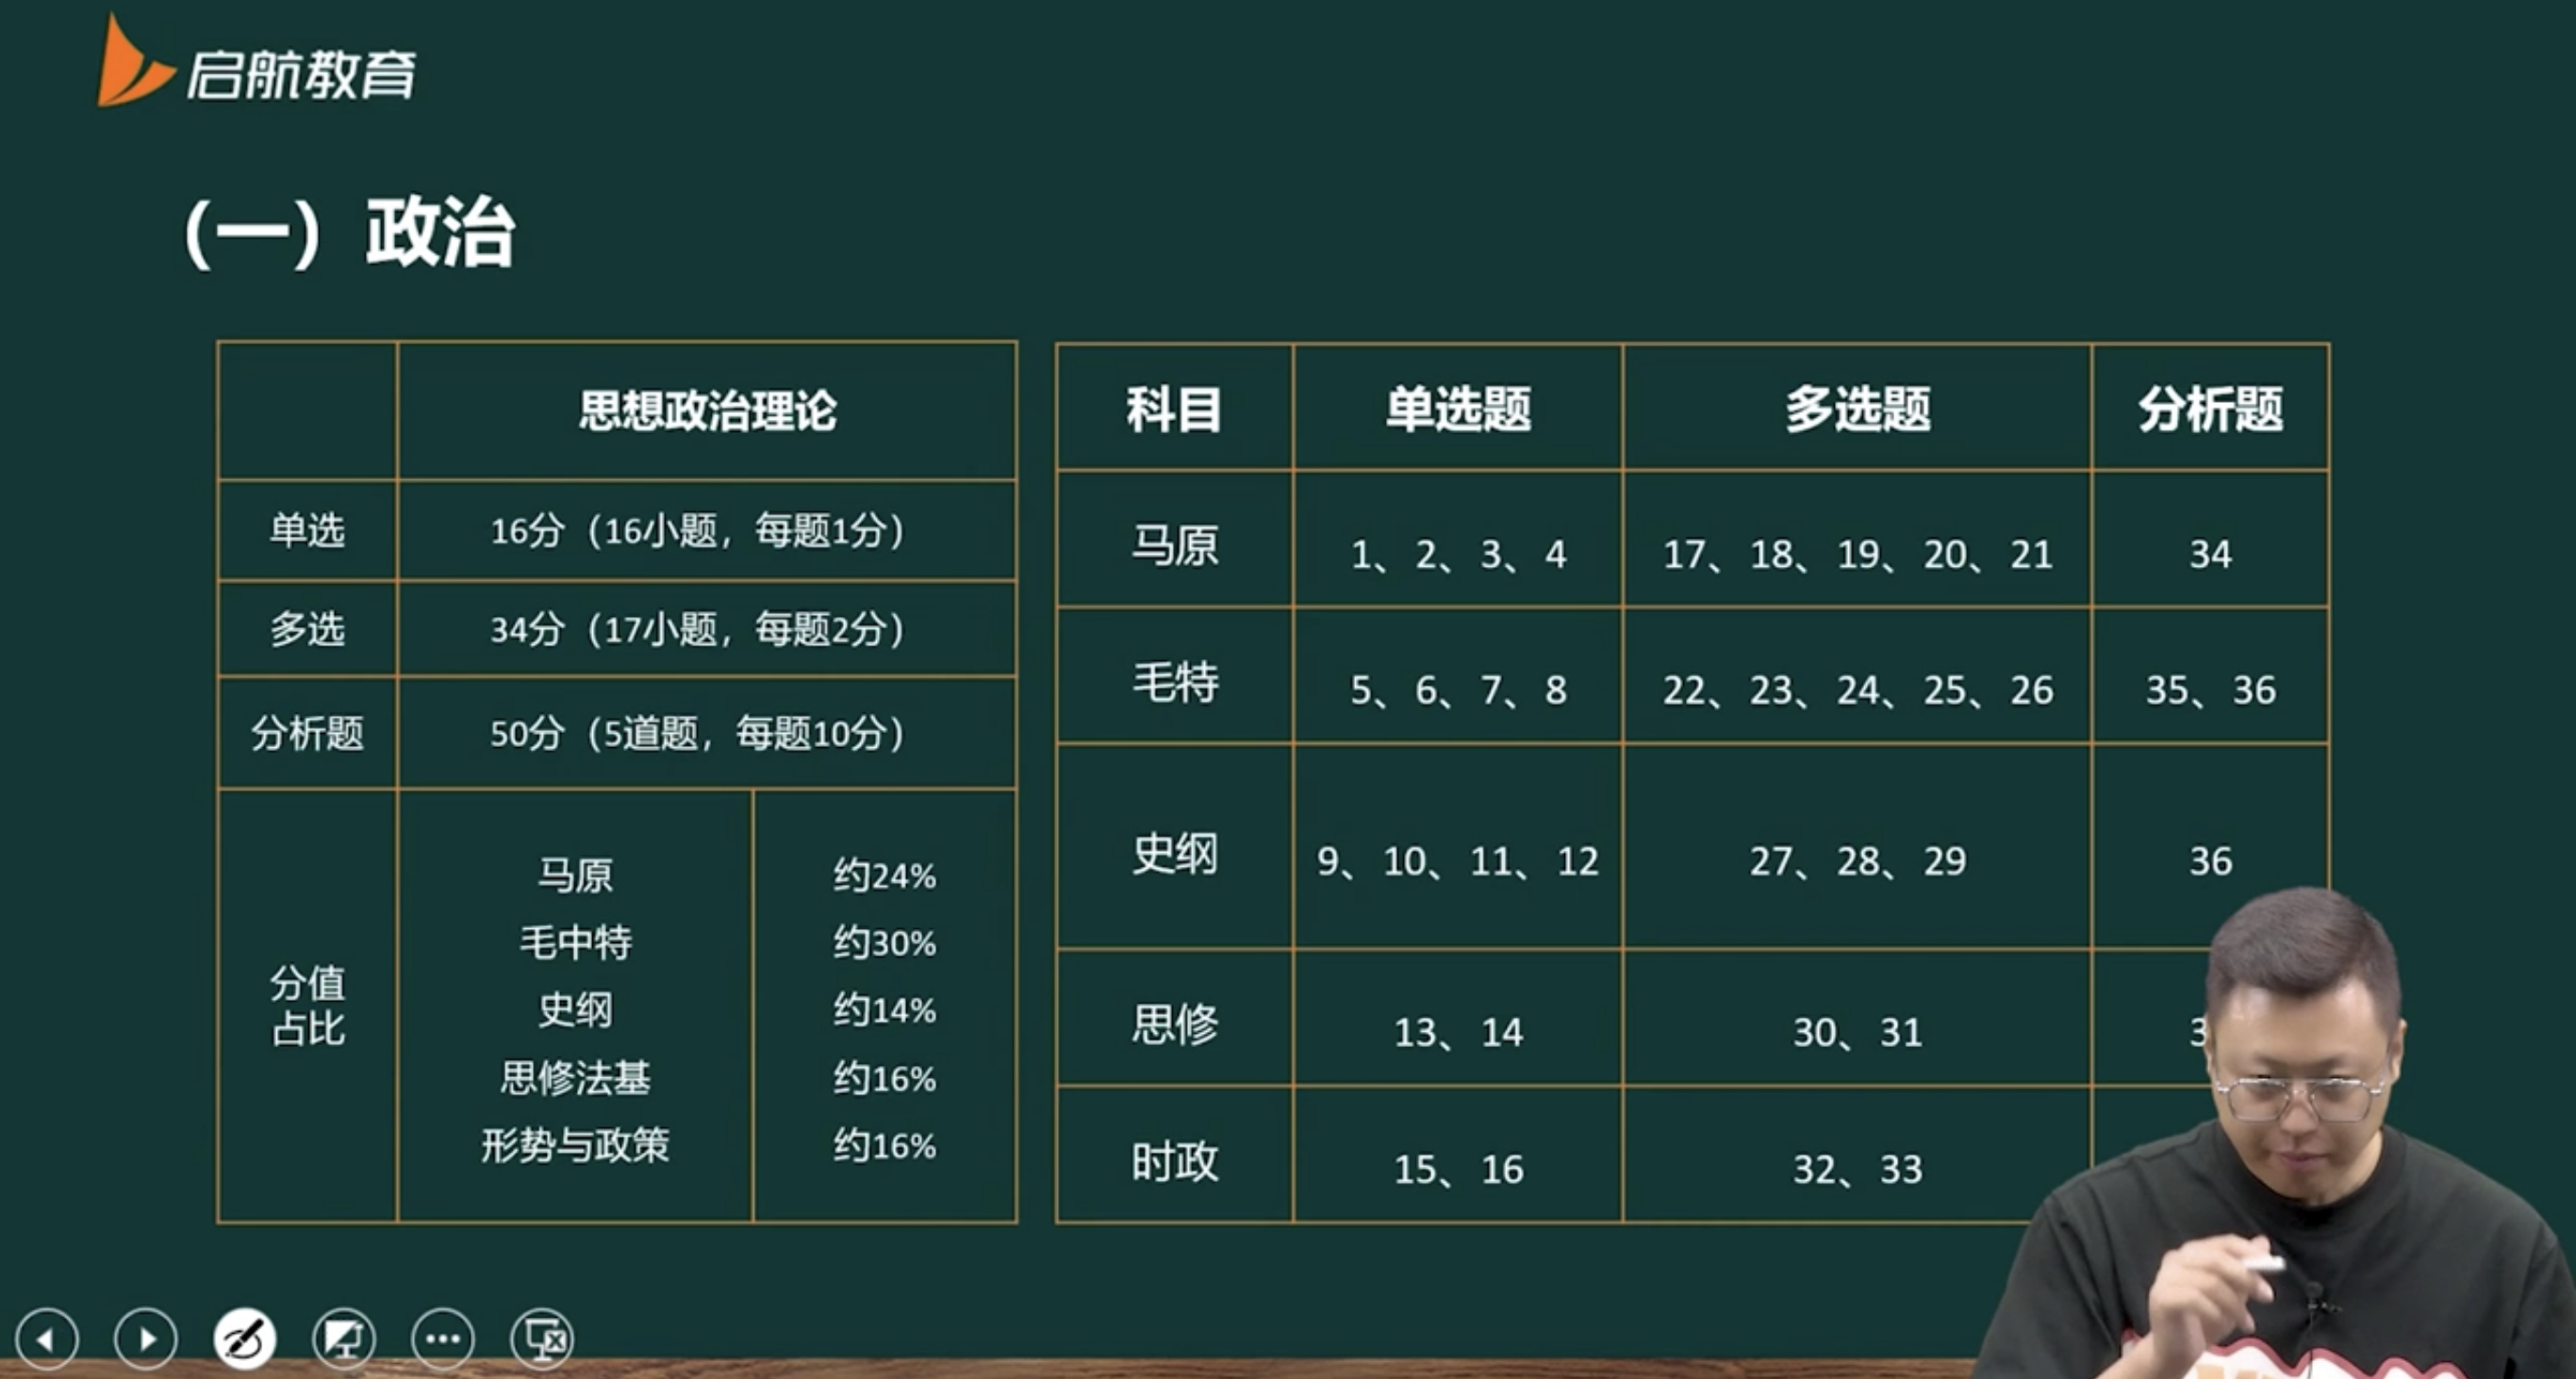 启航教育
（一）政治
思想政治理论
单选 16分（16小题，每题1分）
多选 34分（17小题，每题2分）
分析题 50分（5道题，每题10分）
分值占比
马原 约24%
毛中特 约30%
史纲 约14%
思修法基 约16%
形势与政策 约16%
科目 单选题 多选题 分析题
马原 1、2、3、4 17、18、19、20、21 34
毛特 5、6、7、8 22、23、24、25、26 35、36
史纲 9、10、11、12 27、28、29 36
思修 13、14 30、31
时政 15、16 32、33